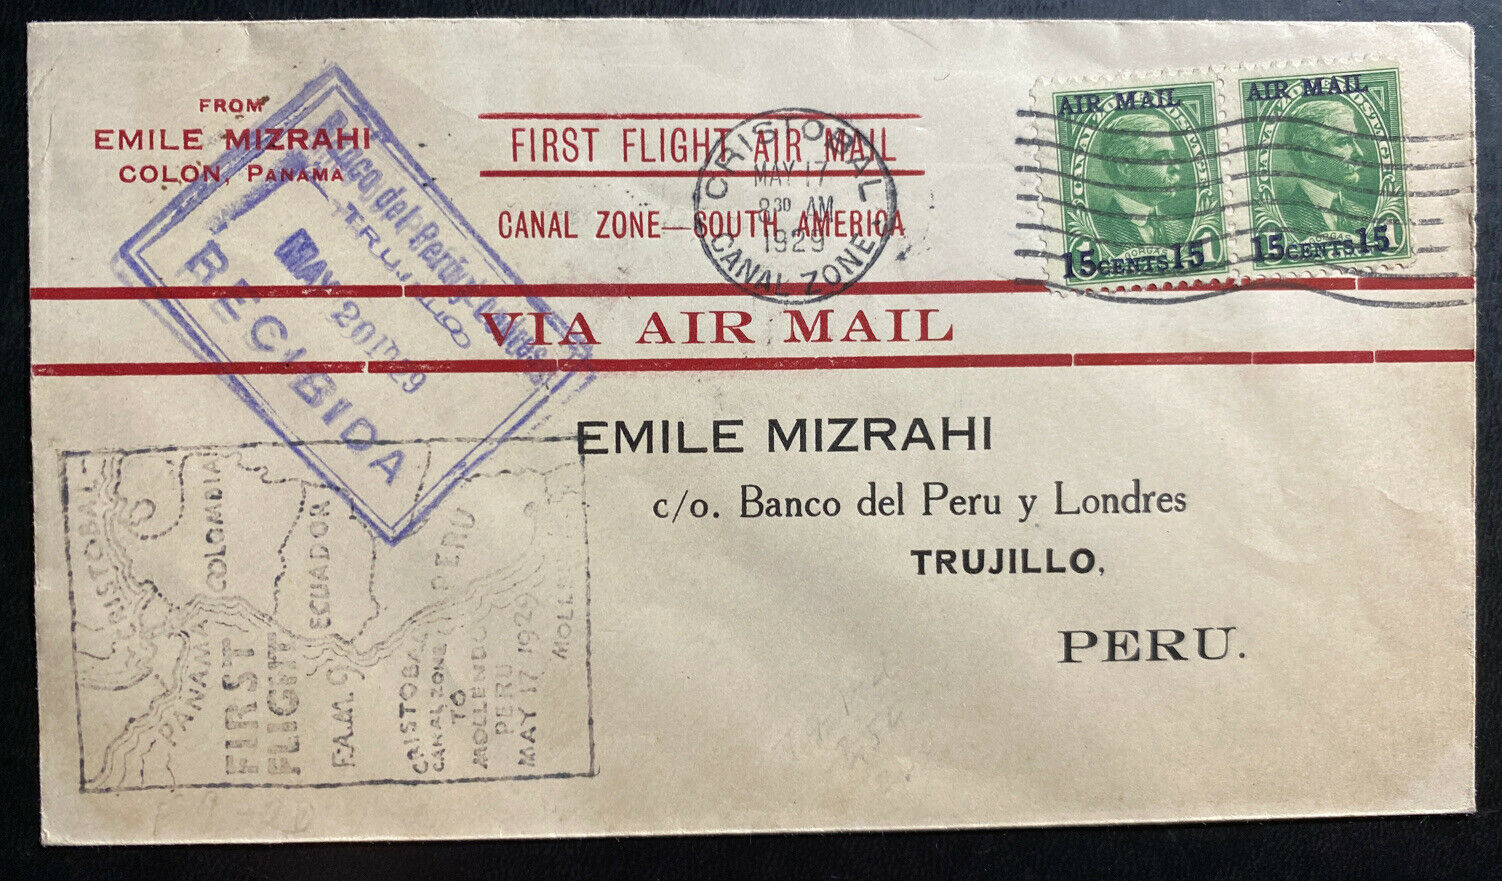 FROM
EMILE MIZRAHI
COLON, PANAMA
FIRST FLIGHT AIR MAIL
CANAL ZONE—SOUTH AMERICA
VIA AIR MAIL
CRISTOBAL
MAY 17
8 30 AM
1929
CANAL ZONE
AIR MAIL
15 CENTS 15
AIR MAIL
15 CENTS 15
Banco del Perú y Londres
TRUJILLO
MAY 20 1929
RECIBIDA
EMILE MIZRAHI
c/o. Banco del Peru y Londres
TRUJILLO,
PERU.
CRISTOBAL
PANAMA
COLOMBIA
ECUADOR
PERU
FIRST
FLIGHT
F.A.M. 9
CRISTOBAL
CANAL ZONE
TO
MOLLENDO
PERU
MAY 17 1929